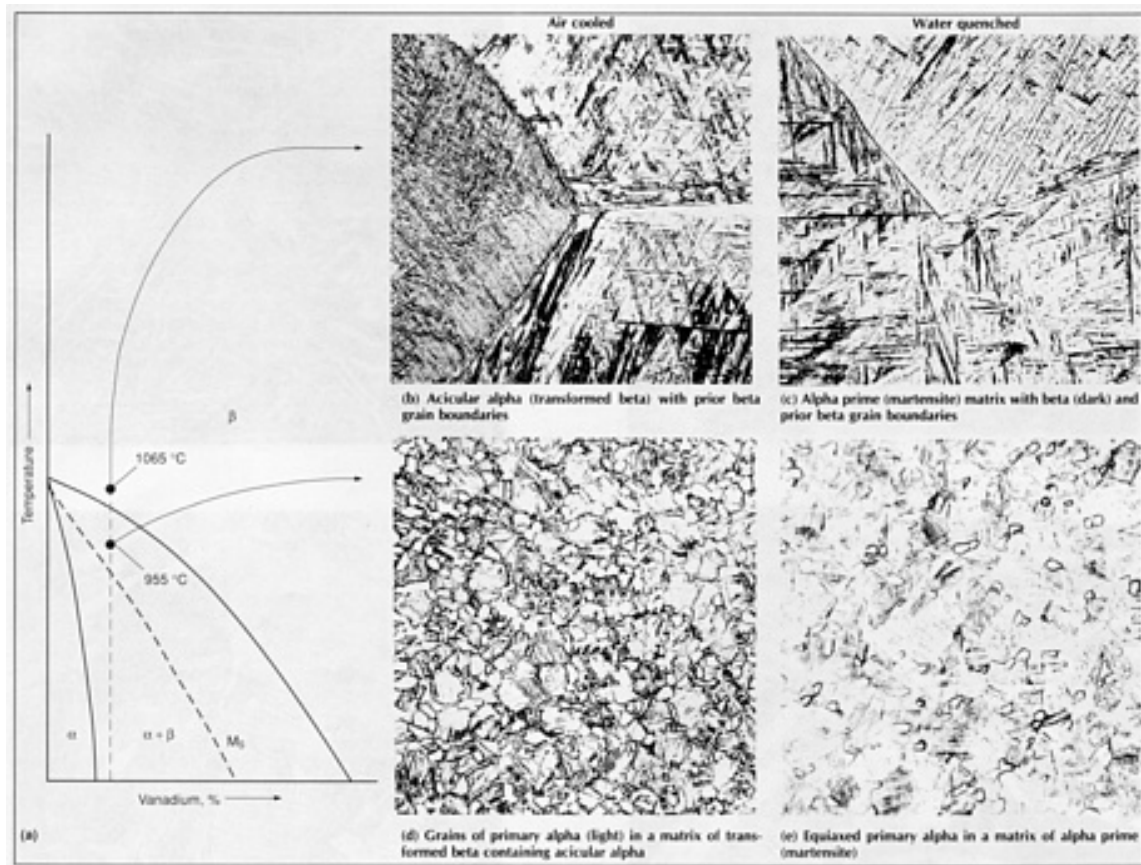 Air cooled
Water quenched
(b) Acicular alpha (transformed beta) with prior beta
grain boundaries
(c) Alpha prime (martensite) matrix with beta (dark) and
prior beta grain boundaries
Temperature
β
1065 °C
955 °C
α
α + β
Ms
Vanadium, %
(a)
(d) Grains of primary alpha (light) in a matrix of trans-
formed beta containing acicular alpha
(e) Equiaxed primary alpha in a matrix of alpha prime
(martensite)